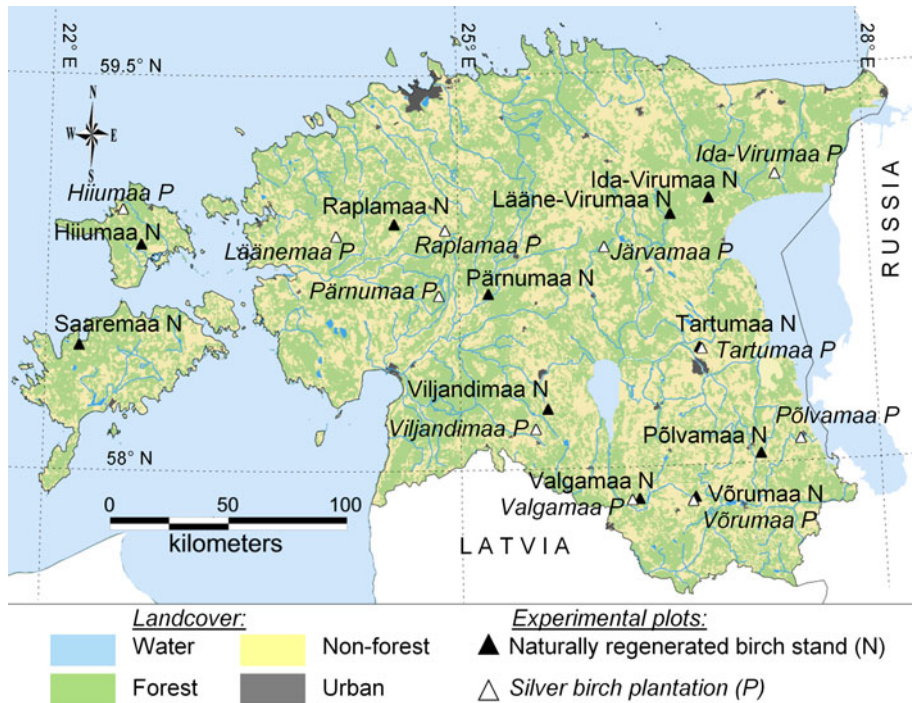 22° E
25° E
28° E
59.5° N
N
W E
S
Ida-Virumaa P
Ida-Virumaa N
Hiiumaa P
Lääne-Virumaa N
Raplamaa N
Hiiumaa N
Läänemaa P
Raplamaa P
Järvamaa P
RUSSIA
Pärnumaa N
Pärnumaa P
Saaremaa N
Tartumaa N
Tartumaa P
Viljandimaa N
Põlvamaa P
Viljandimaa P
Põlvamaa N
58° N
Valgamaa N
Võrumaa N
Valgamaa P
Võrumaa P
0 50 100
kilometers
LATVIA
Landcover:
Water
Non-forest
Forest
Urban
Experimental plots:
Naturally regenerated birch stand (N)
Silver birch plantation (P)